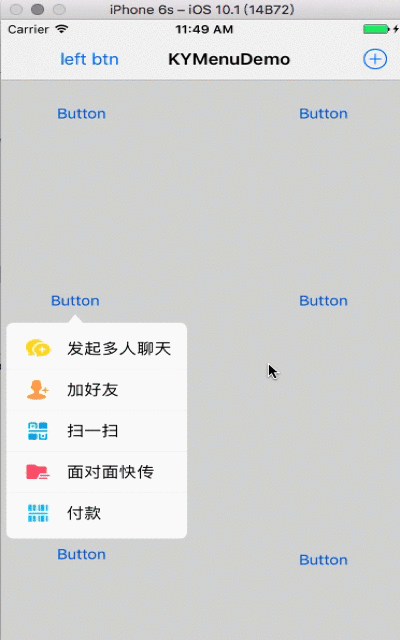 iPhone 6s – iOS 10.1 (14B72)
Carrier 11:49 AM
left btn KYMenuDemo
Button Button
Button Button
发起多人聊天
加好友
扫一扫
面对面快传
付款
Button Button